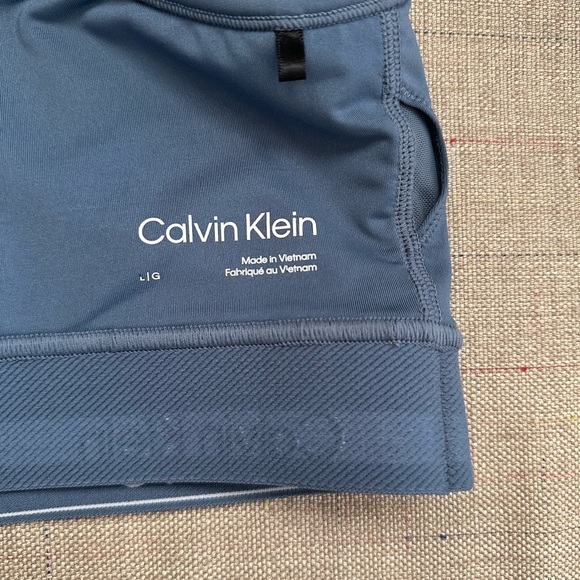 Calvin Klein
Made in Vietnam
L|G
Fabriqué au Vietnam